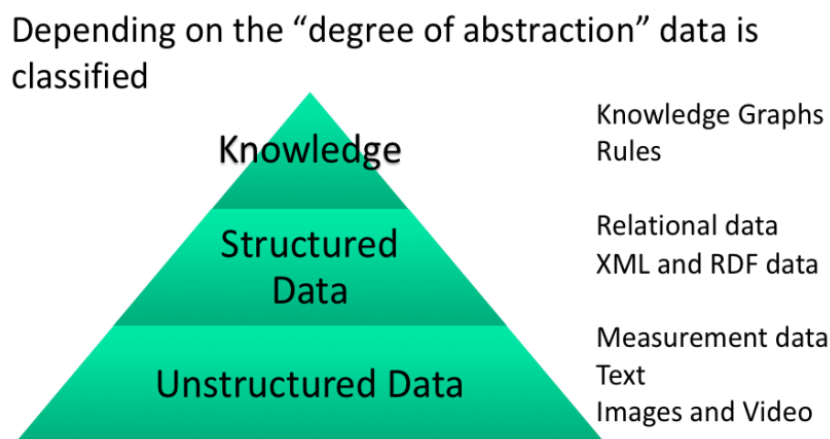 Depending on the “degree of abstraction” data is
classified
Knowledge
Knowledge Graphs
Rules
Structured
Data
Relational data
XML and RDF data
Unstructured Data
Measurement data
Text
Images and Video